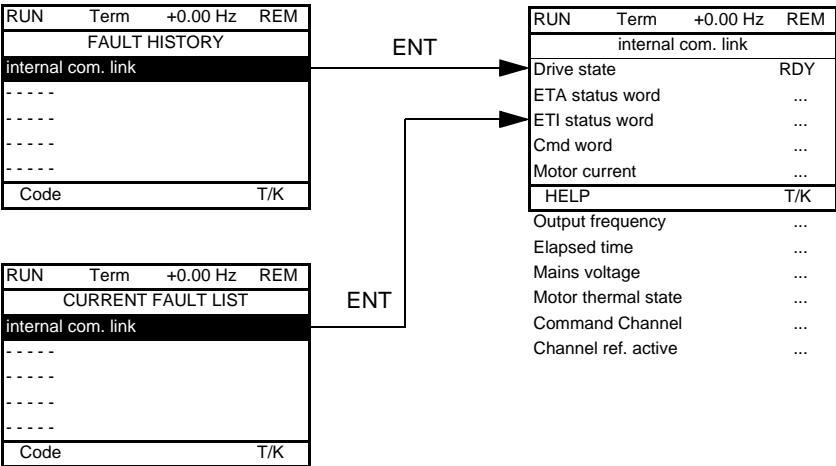 RUN Term +0.00 Hz REM
FAULT HISTORY
internal com. link
- - - - -
- - - - -
- - - - -
- - - - -
Code T/K
ENT
RUN Term +0.00 Hz REM
CURRENT FAULT LIST
internal com. link
- - - - -
- - - - -
- - - - -
- - - - -
Code T/K
ENT
RUN Term +0.00 Hz REM
internal com. link
Drive state RDY
ETA status word ...
ETI status word ...
Cmd word ...
Motor current ...
HELP T/K
Output frequency ...
Elapsed time ...
Mains voltage ...
Motor thermal state ...
Command Channel ...
Channel ref. active ...